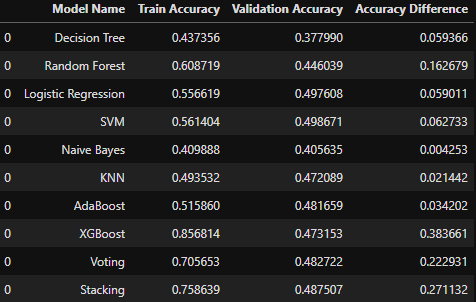 Model Name Train Accuracy Validation Accuracy Accuracy Difference
0 Decision Tree 0.437356 0.377990 0.059366
0 Random Forest 0.608719 0.446039 0.162679
0 Logistic Regression 0.556619 0.497608 0.059011
0 SVM 0.561404 0.498671 0.062733
0 Naive Bayes 0.409888 0.405635 0.004253
0 KNN 0.493532 0.472089 0.021442
0 AdaBoost 0.515860 0.481659 0.034202
0 XGBoost 0.856814 0.473153 0.383661
0 Voting 0.705653 0.482722 0.222931
0 Stacking 0.758639 0.487507 0.271132